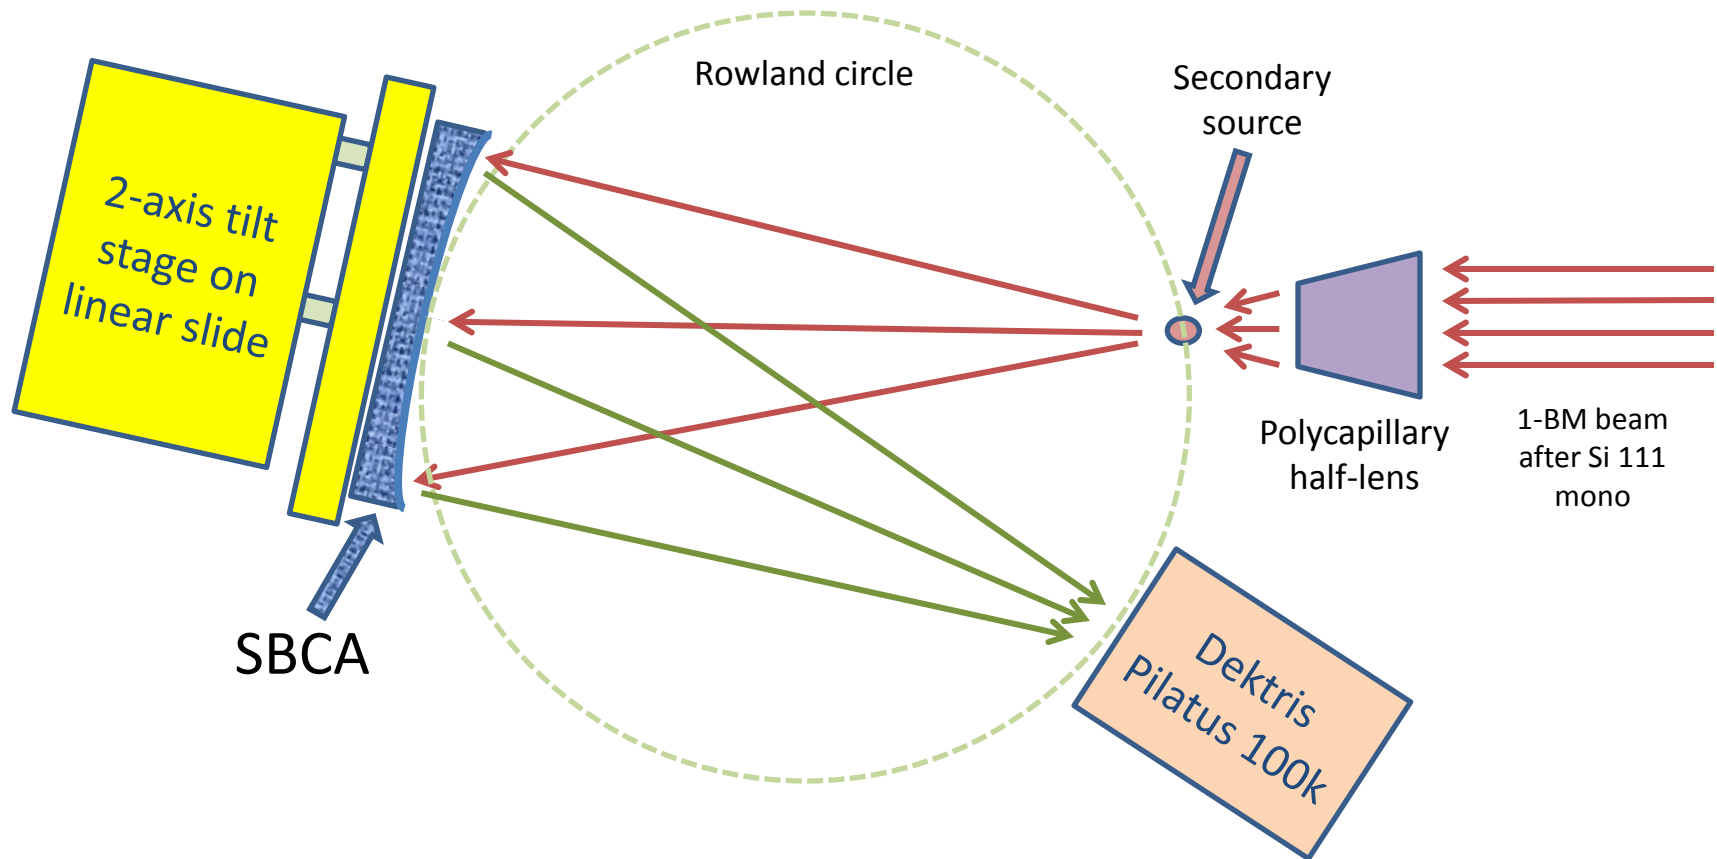 Rowland circle
Secondary
source
2-axis tilt
stage on
linear slide
Polycapillary
half-lens
1-BM beam
after Si 111
mono
SBCA
Dektris
Pilatus 100k